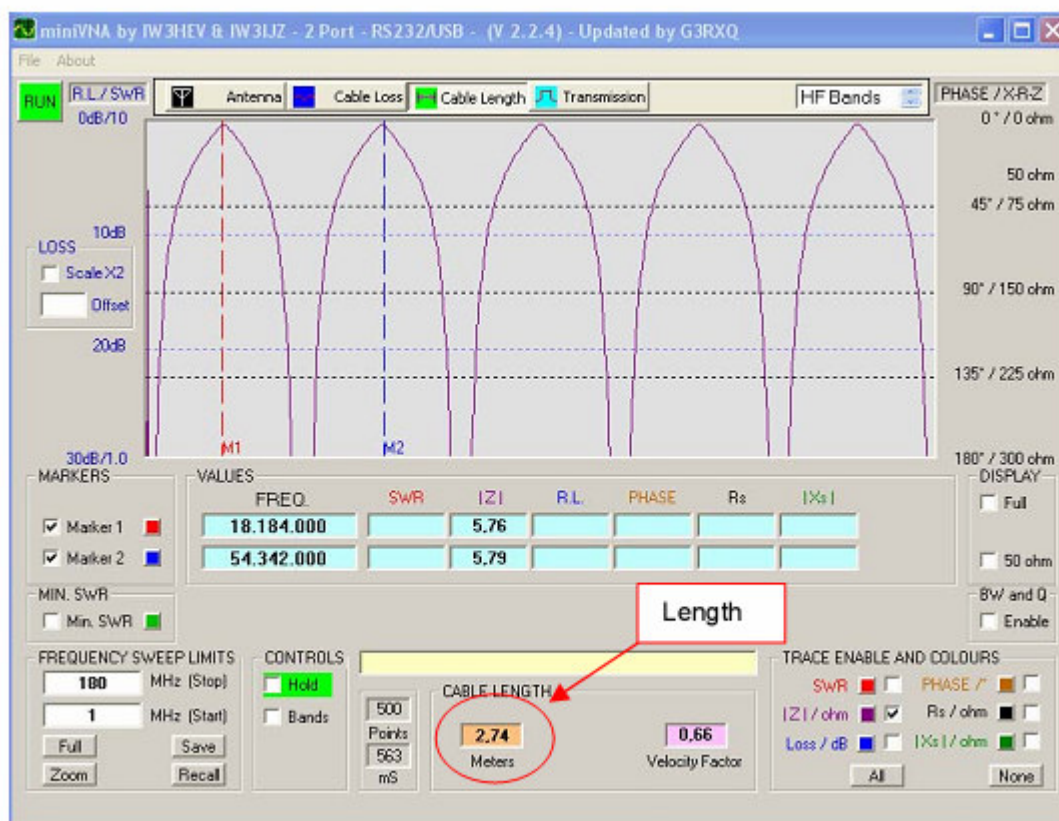 miniVNA by IW3HEV & IW3IJZ - 2 Port - RS232/USB - (V 2.2.4) - Updated by G3RXQ
File About
RUN R.L./SWR Antenna Cable Loss Cable Length Transmission HF Bands PHASE / X-R-Z
0dB/10 0° / 0 ohm
50 ohm
45° / 75 ohm
10dB
LOSS
Scale X2
90° / 150 ohm
Offset
20dB
135° / 225 ohm
M1 M2
30dB/1.0 180° / 300 ohm
MARKERS VALUES DISPLAY
FREQ. SWR |Z| R.L. PHASE Rs |Xs|
Full
Marker 1 18.184.000 5,76
Marker 2 54.342.000 5,79 50 ohm
MIN. SWR BW and Q
Length
Min. SWR Enable
FREQUENCY SWEEP LIMITS CONTROLS TRACE ENABLE AND COLOURS
180 MHz (Stop) Hold SWR PHASE /°
CABLE LENGTH
1 MHz (Start) Bands 500 |Z| / ohm Rs / ohm
Points 2,74 0,66
Full Save 563 Meters Velocity Factor Loss / dB |Xs| / ohm
Zoom Recall mS All None